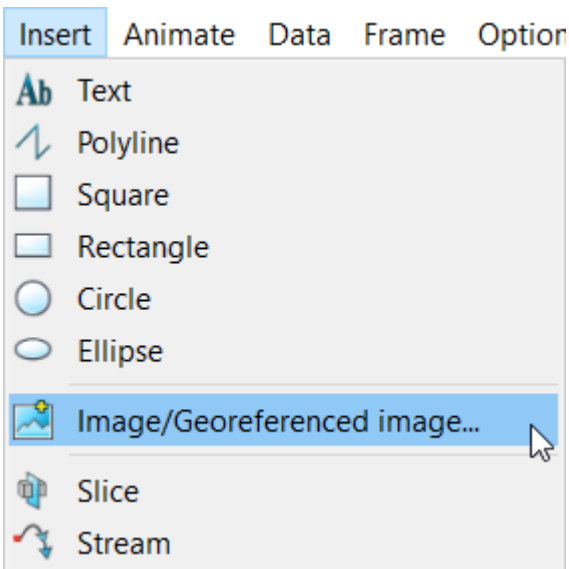 Insert Animate Data Frame Option
Ab Text
Polyline
Square
Rectangle
Circle
Ellipse
Image/Georeferenced image...
Slice
Stream